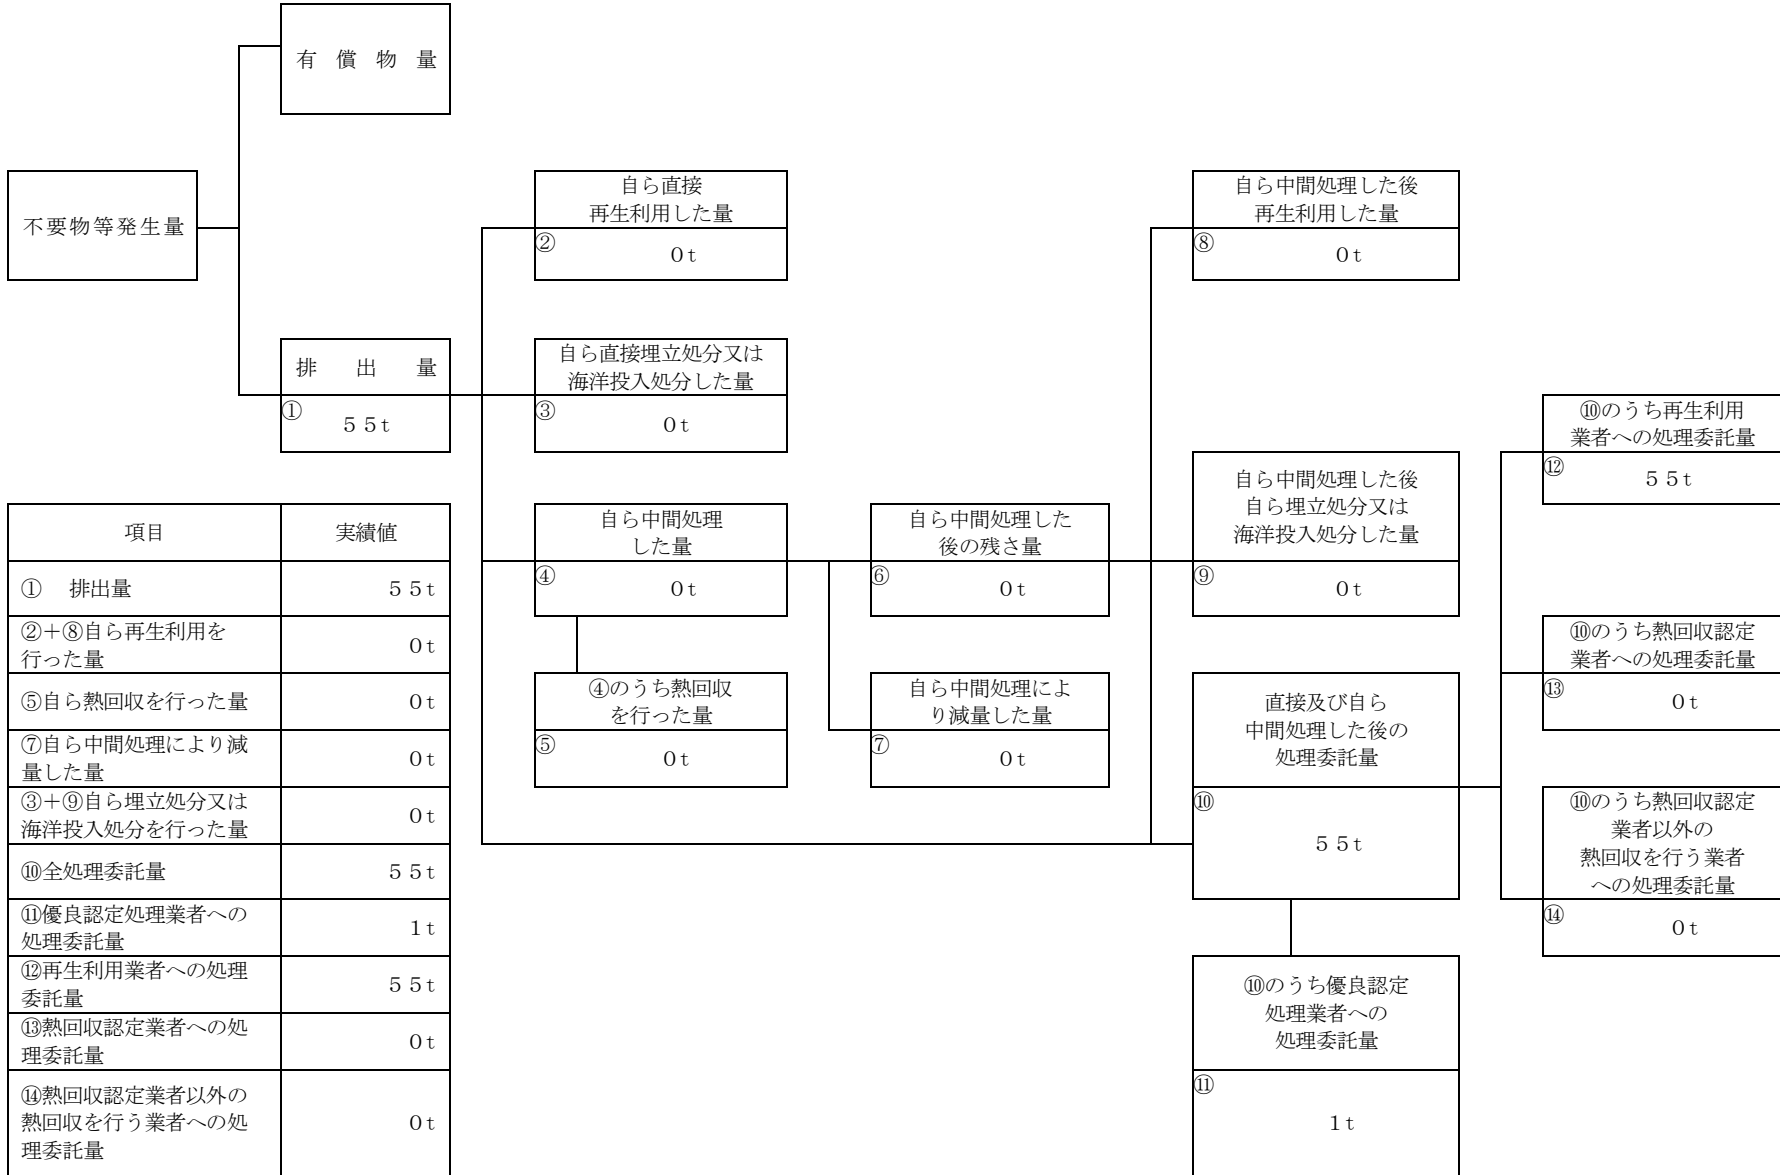 有 償 物 量
不要物等発生量
自ら直接
再生利用した量
② 0t
自ら中間処理した後
再生利用した量
⑧ 0t
排 出 量
① 55t
自ら直接埋立処分又は
海洋投入処分した量
③ 0t
⑩のうち再生利用
業者への処理委託量
⑫ 55t
自ら中間処理
した量
④ 0t
自ら中間処理した
後の残さ量
⑥ 0t
自ら中間処理した後
自ら埋立処分又は
海洋投入処分した量
⑨ 0t
⑩のうち熱回収認定
業者への処理委託量
⑬ 0t
④のうち熱回収
を行った量
⑤ 0t
自ら中間処理によ
り減量した量
⑦ 0t
直接及び自ら
中間処理した後の
処理委託量
⑩ 55t
⑩のうち熱回収認定
業者以外の
熱回収を行う業者
への処理委託量
⑭ 0t
⑩のうち優良認定
処理業者への
処理委託量
⑪ 1t
項目 実績値
① 排出量 55t
②+⑧自ら再生利用を
行った量 0t
⑤自ら熱回収を行った量 0t
⑦自ら中間処理により減
量した量 0t
③+⑨自ら埋立処分又は
海洋投入処分を行った量 0t
⑩全処理委託量 55t
⑪優良認定処理業者への
処理委託量 1t
⑫再生利用業者への処理
委託量 55t
⑬熱回収認定業者への処
理委託量 0t
⑭熱回収認定業者以外の
熱回収を行う業者への処
理委託量 0t